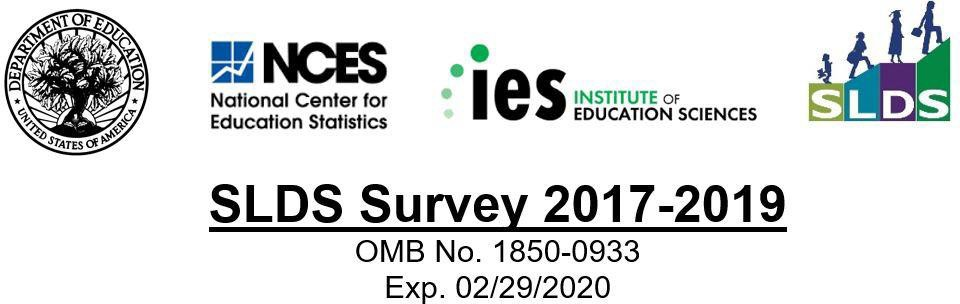 DEPARTMENT OF EDUCATION
UNITED STATES OF AMERICA
NCES
National Center for
Education Statistics
ies
INSTITUTE OF
EDUCATION SCIENCES
SLDS
SLDS Survey 2017-2019
OMB No. 1850-0933
Exp. 02/29/2020